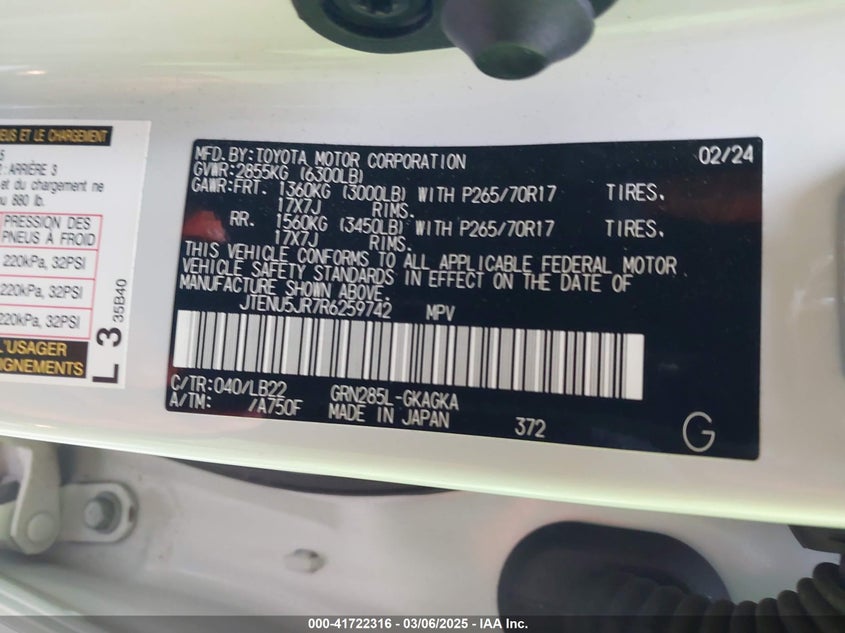 EUS ET LE CHARGEMENT
5
: ARRIÈRE 3
et du chargement ne
ou 880 lb.
PRESSION DES
PNEUS À FROID
220kPa, 32PSI
220kPa, 32PSI
220kPa, 32PSI
L'USAGER
IGNEMENTS
L 3
35B40
MFD.BY:TOYOTA MOTOR CORPORATION 02/24
GVWR:2855KG (6300LB)
GAWR:FRT. 1360KG (3000LB) WITH P265/70R17 TIRES,
17X7J RIMS.
RR. 1560KG (3450LB) WITH P265/70R17 TIRES,
17X7J RIMS.
THIS VEHICLE CONFORMS TO ALL APPLICABLE FEDERAL MOTOR
VEHICLE SAFETY STANDARDS IN EFFECT ON THE DATE OF
MANUFACTURE SHOWN ABOVE.
JTENU5JR7R6259742 MPV
C/TR:040/LB22 GRN285L-GKAGKA
A/TM: /A750F MADE IN JAPAN 372
G
000-41722316 - 03/06/2025 - IAA Inc.